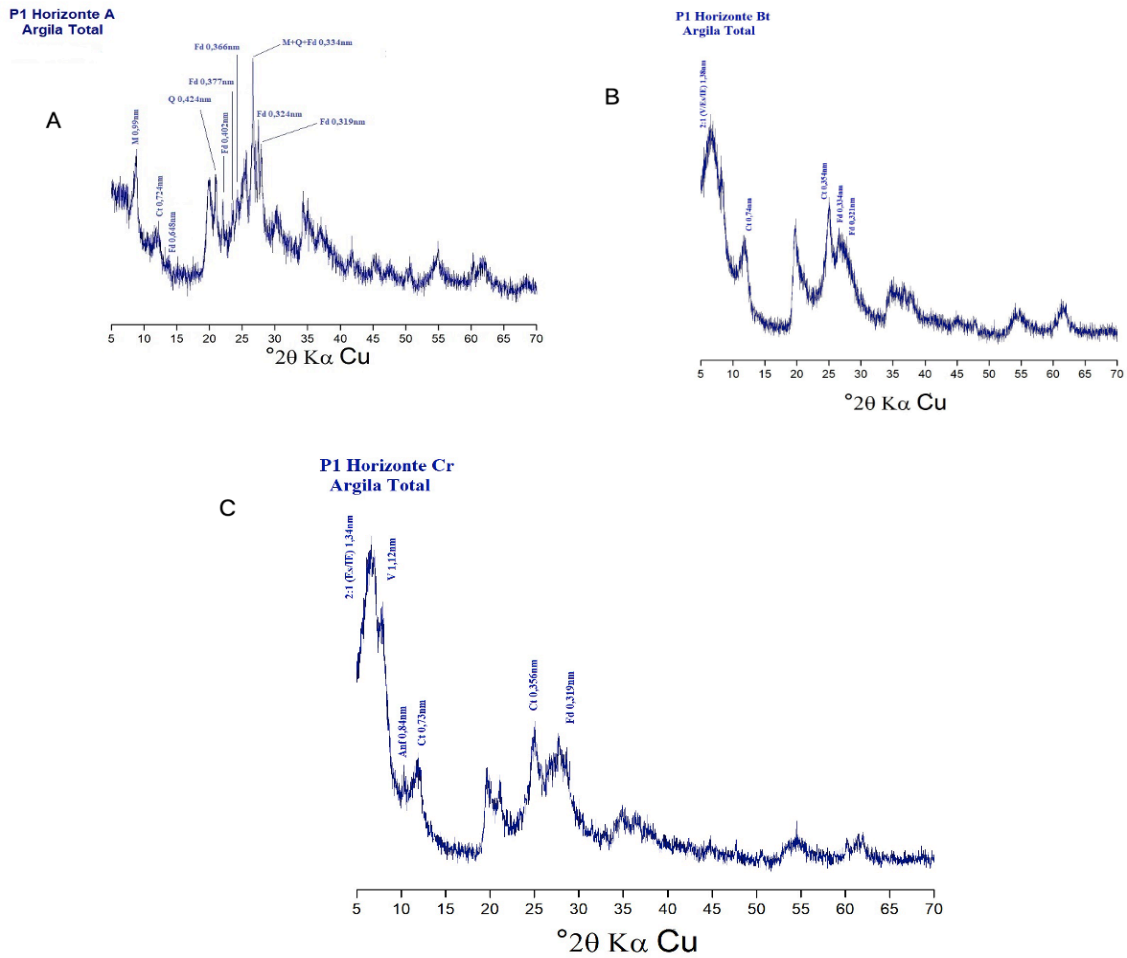 P1 Horizonte A
Argila Total
A
M 0,99nm
Ct 0,724nm
Fd 0,648nm
Q 0,424nm
Fd 0,402nm
Fd 0,377nm
Fd 0,366nm
M+Q+Fd 0,334nm
Fd 0,324nm
Fd 0,319nm
5 10 15 20 25 30 35 40 45 50 55 60 65 70
°2θ Kα Cu
P1 Horizonte Bt
Argila Total
B
2:1 (V/Es/IE) 1,38nm
Ct 0,74nm
Ct 0,354nm
Fd 0,334nm
Fd 0,321nm
5 10 15 20 25 30 35 40 45 50 55 60 65 70
°2θ Kα Cu
P1 Horizonte Cr
Argila Total
C
2:1 (Es/IE) 1,34nm
V 1,12nm
Anf 0,84nm
Ct 0,73nm
Ct 0,356nm
Fd 0,319nm
5 10 15 20 25 30 35 40 45 50 55 60 65 70
°2θ Kα Cu